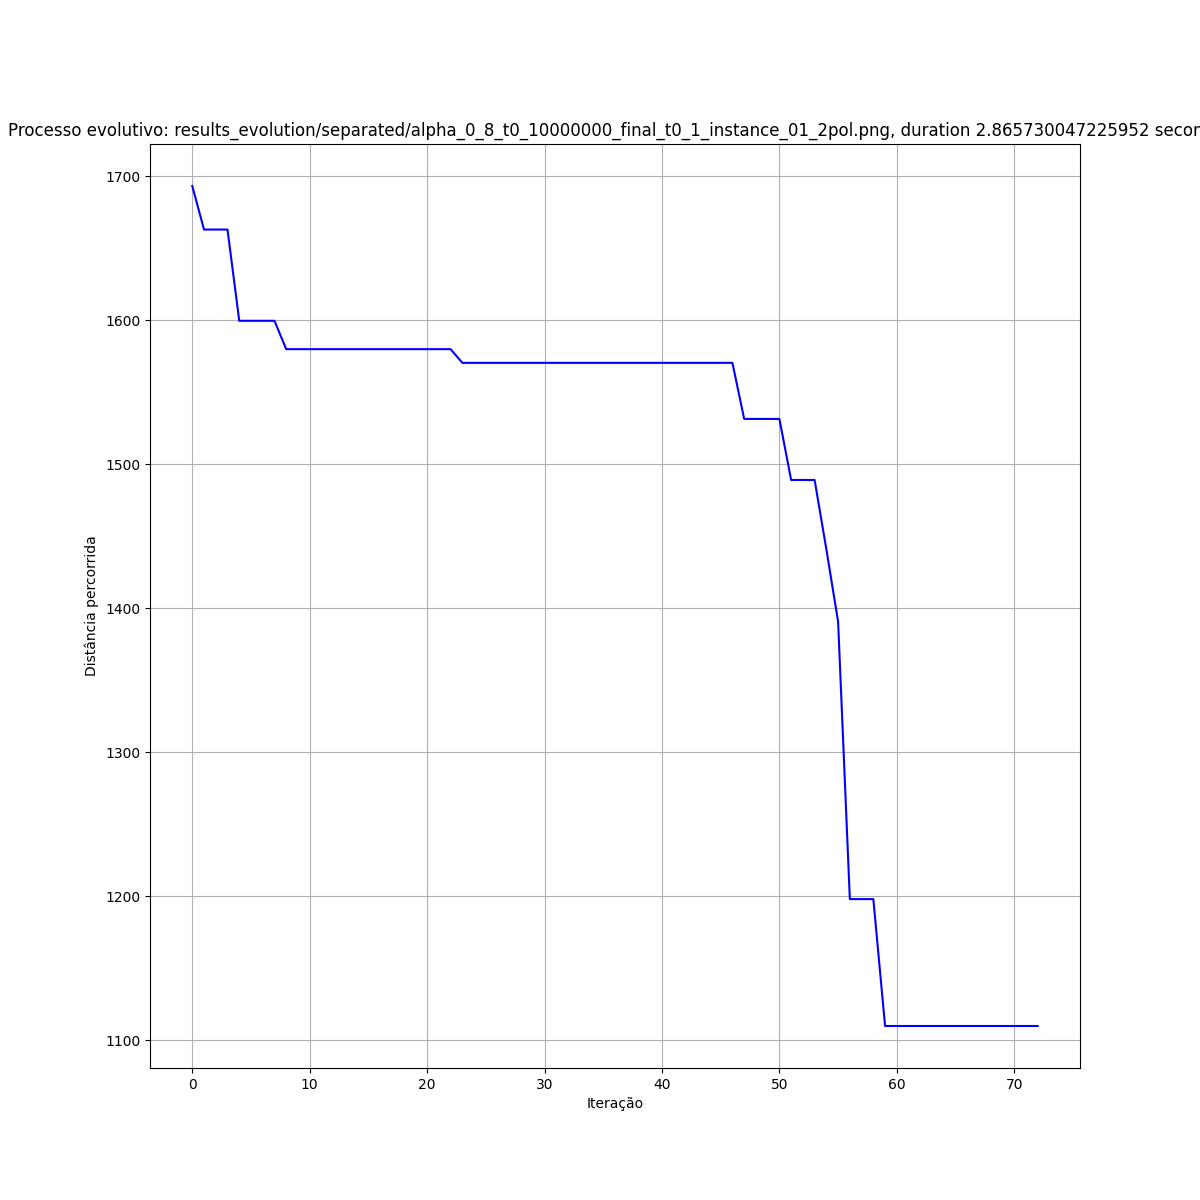 Processo evolutivo: results_evolution/separated/alpha_0_8_t0_10000000_final_t0_1_instance_01_2pol.png, duration 2.865730047225952
1700
1600
1500
1400
1300
1200
1100
Distância percorrida
0 10 20 30 40 50 60 70
Iteração